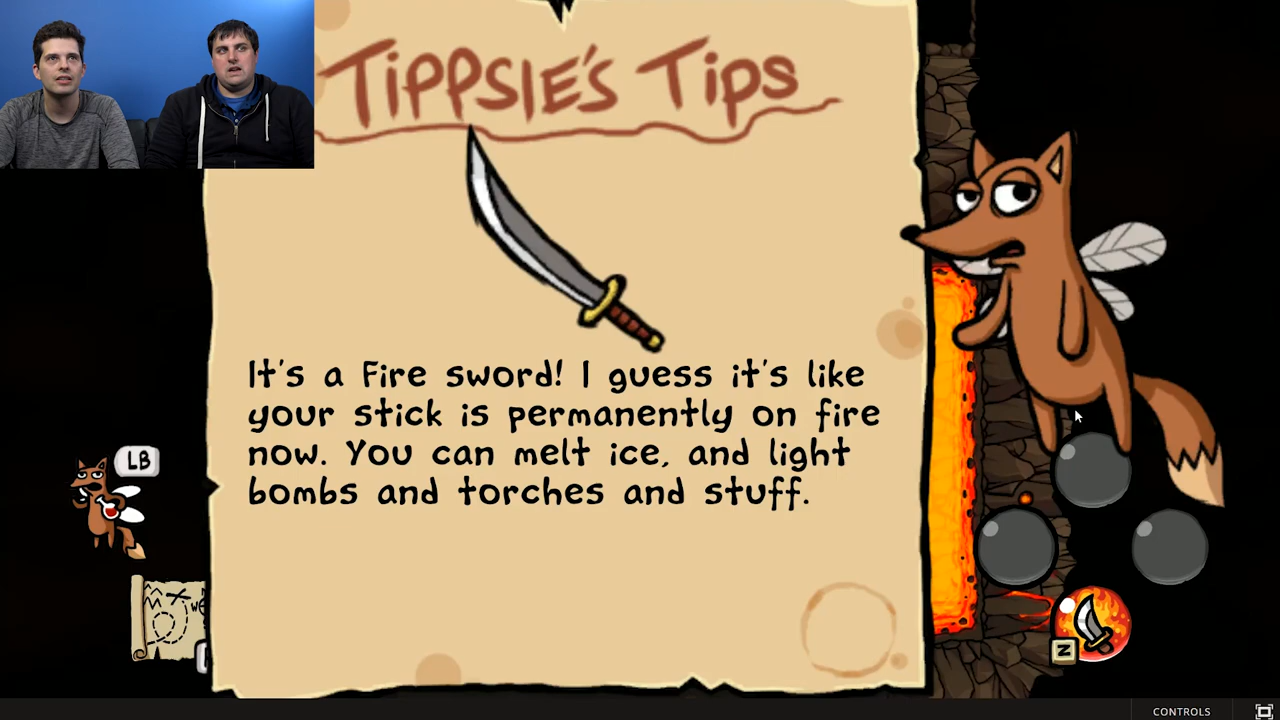 Tippsie's Tips
It's a Fire sword! I guess it's like
your stick is permanently on fire
now. You can melt ice, and light
bombs and torches and stuff.
LB
Z
CONTROLS